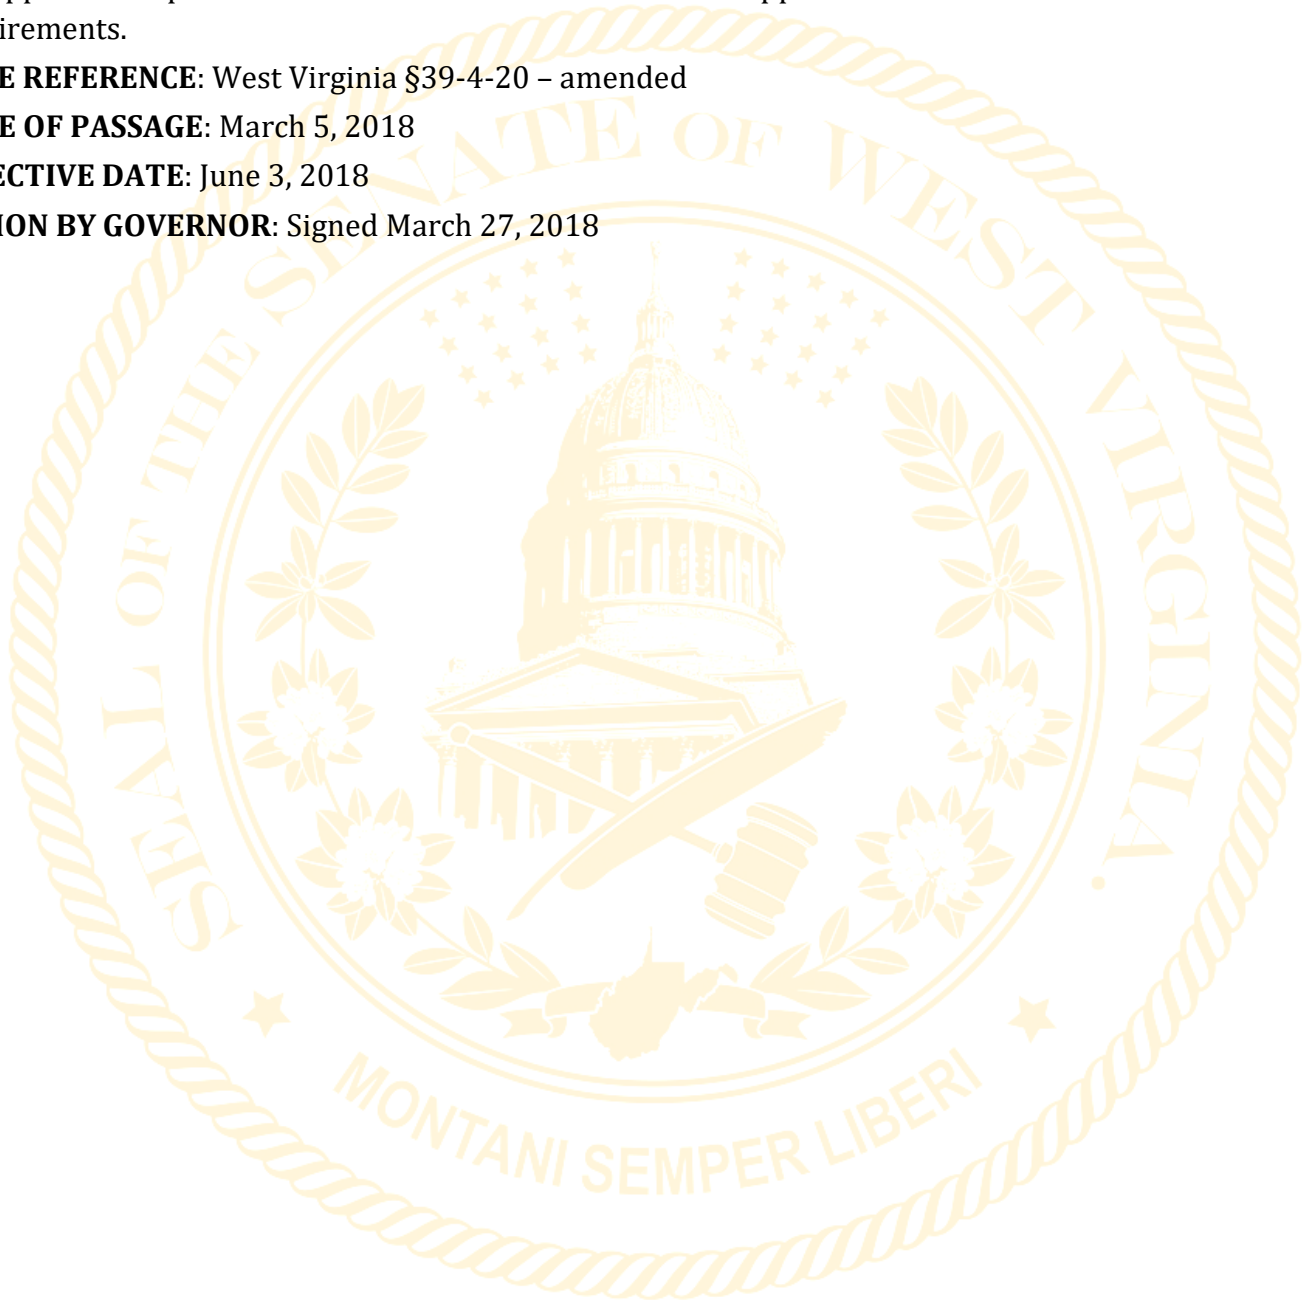 irements.
E REFERENCE: West Virginia §39-4-20 – amended
E OF PASSAGE: March 5, 2018
ECTIVE DATE: June 3, 2018
ION BY GOVERNOR: Signed March 27, 2018
SEAL OF THE SENATE OF WEST VIRGINIA.
MONTANI SEMPER LIBERI